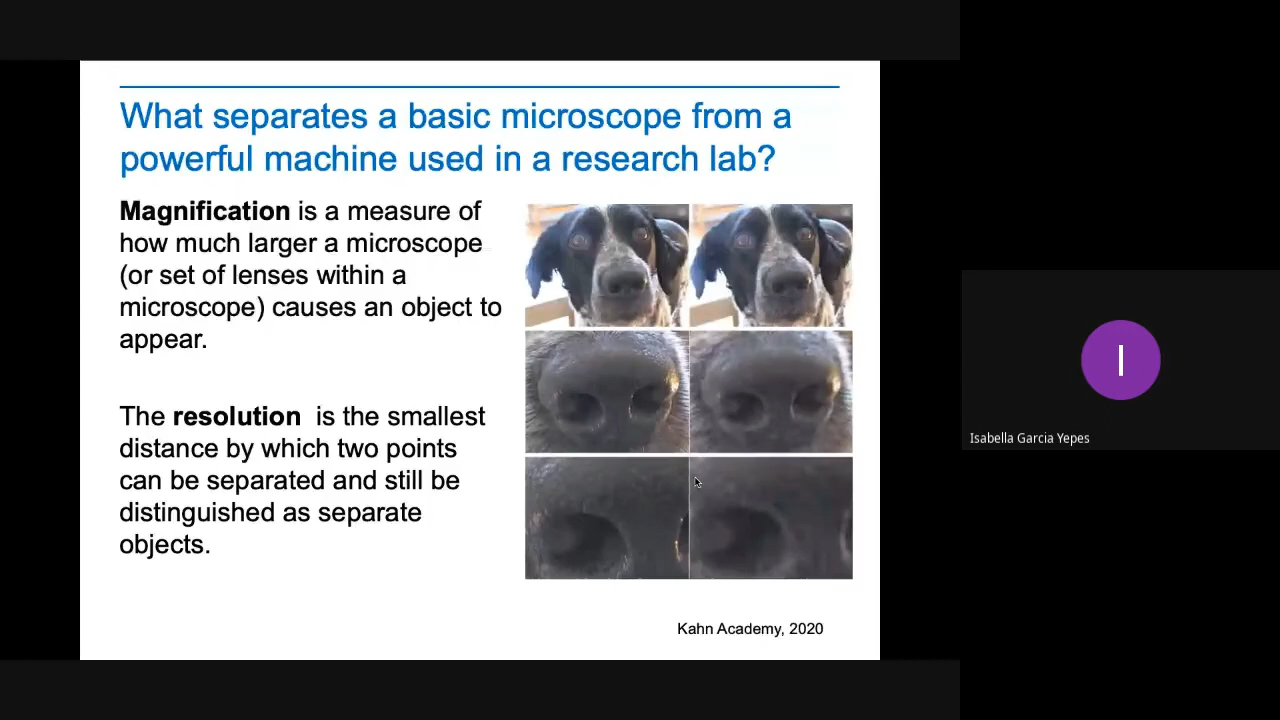 What separates a basic microscope from a
powerful machine used in a research lab?
Magnification is a measure of
how much larger a microscope
(or set of lenses within a
microscope) causes an object to
appear.
The resolution is the smallest
distance by which two points
can be separated and still be
distinguished as separate
objects.
Kahn Academy, 2020
I
Isabella Garcia Yepes